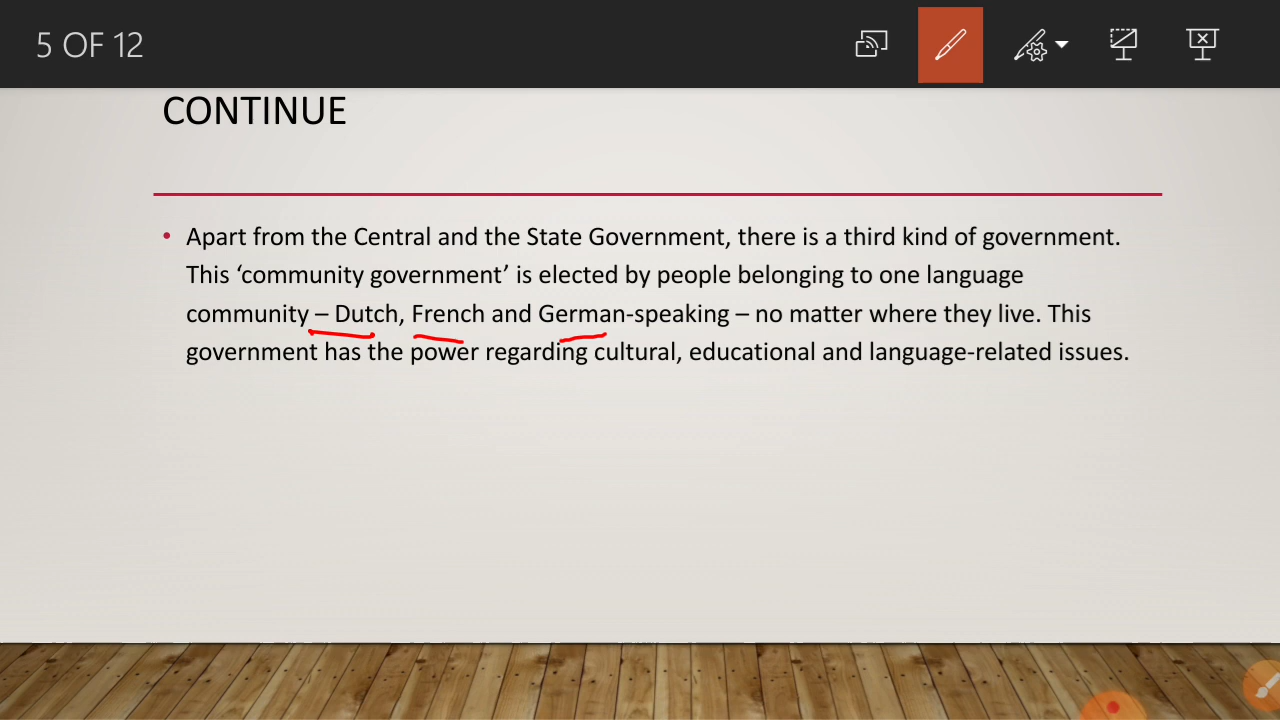 5 OF 12
CONTINUE
• Apart from the Central and the State Government, there is a third kind of government.
This ‘community government’ is elected by people belonging to one language
community – Dutch, French and German-speaking – no matter where they live. This
government has the power regarding cultural, educational and language-related issues.